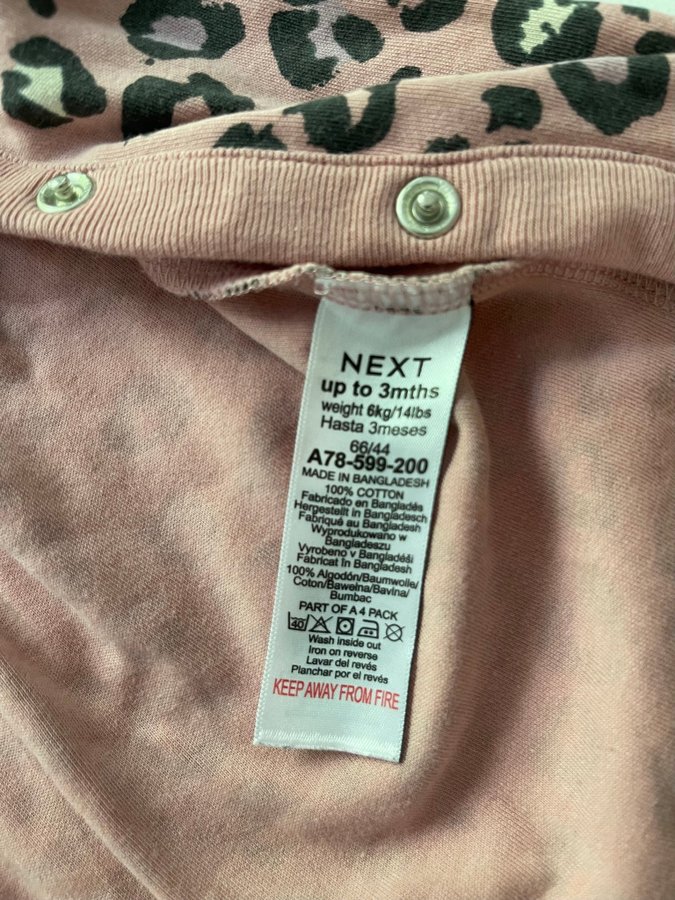 NEXT
up to 3mths
weight 6kg/14lbs
Hasta 3meses
66/44
A78-599-200
MADE IN BANGLADESH
100% COTTON
Fabricado en Bangladés
Hergestellt in Bangladesch
Fabriqué au Bangladesh
Wyprodukowano w
Bangladeszu
Vyrobeno v Bangladéši
Fabricat în Bangladesh
100% Algodón/Baumwolle/
Coton/Bawełna/Bavlna/
Bumbac
PART OF A 4 PACK
40
Wash inside out
Iron on reverse
Lavar del revés
Planchar por el revés
KEEP AWAY FROM FIRE